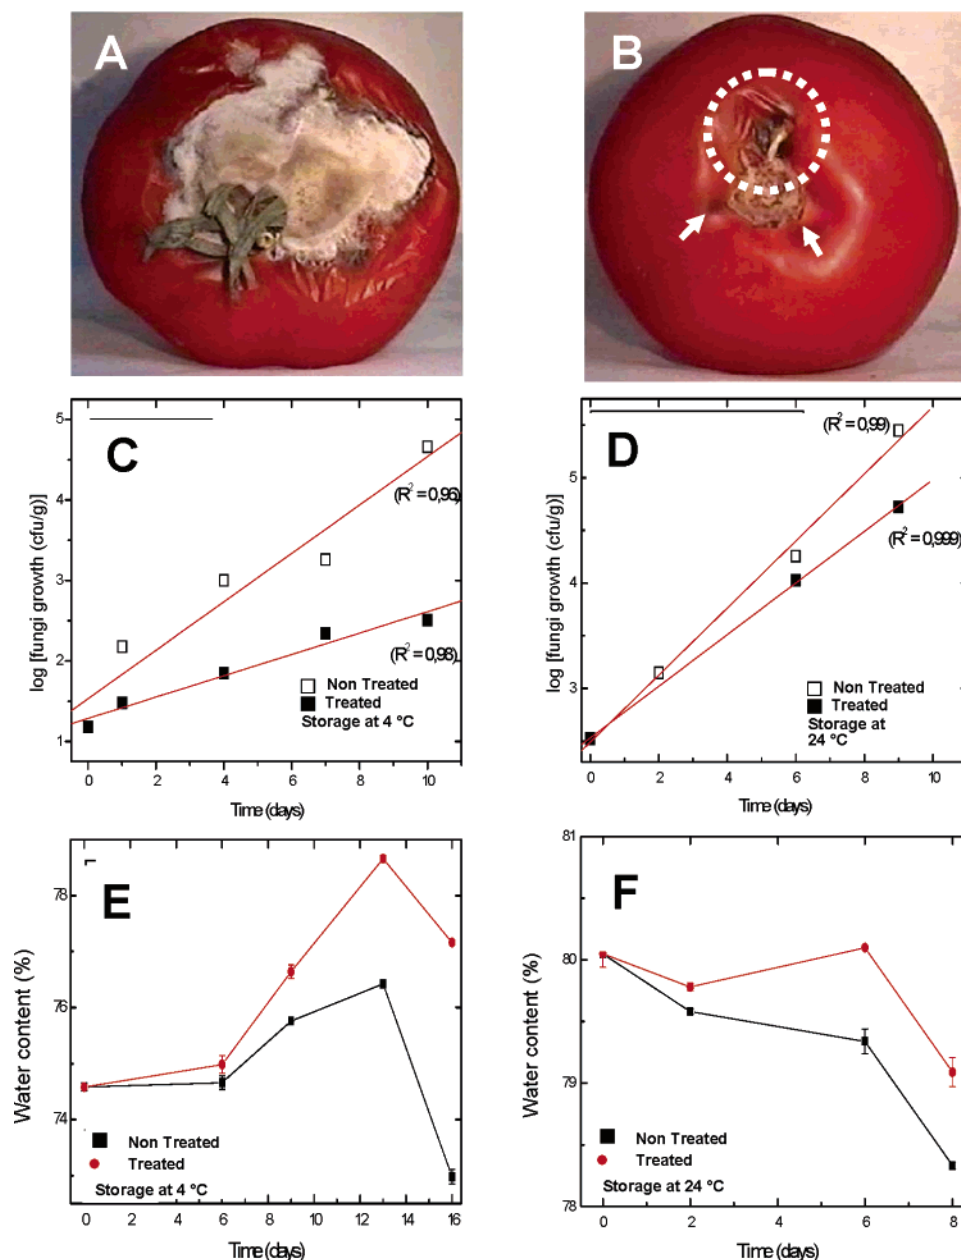 A
B
C
5
4
3
2
1
log [fungi growth (cfu/g)]
(R² = 0,96)
(R² = 0,98)
Non Treated
Treated
Storage at 4 °C
0 2 4 6 8 10
Time (days)
D
5
4
3
log [fungi growth (cfu/g)]
(R² = 0,99)
(R² = 0,999)
Non Treated
Treated
Storage at
24 °C
0 2 4 6 8 10
Time (days)
E
78
76
74
Water content (%)
Non Treated
Treated
Storage at 4 °C
0 2 4 6 8 10 13 14 16
Time (days)
F
81
80
79
78
Water content (%)
Non Treated
Treated
Storage at 24 °C
0 2 4 6 8
Time (days)